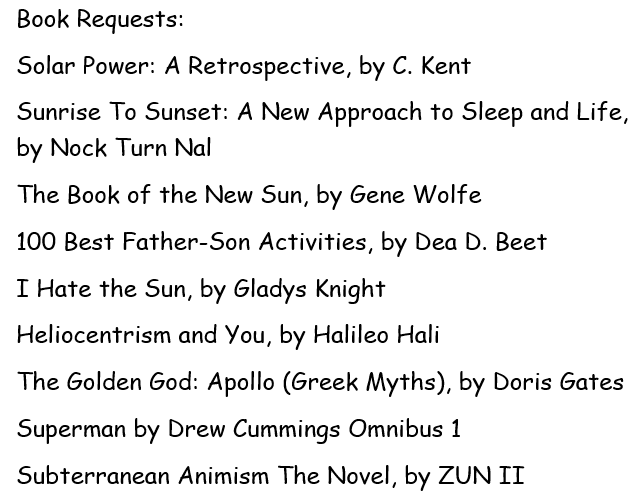 Book Requests:
Solar Power: A Retrospective, by C. Kent
Sunrise To Sunset: A New Approach to Sleep and Life,
by Nock Turn Nal
The Book of the New Sun, by Gene Wolfe
100 Best Father-Son Activities, by Dea D. Beet
I Hate the Sun, by Gladys Knight
Heliocentrism and You, by Halileo Hali
The Golden God: Apollo (Greek Myths), by Doris Gates
Superman by Drew Cummings Omnibus 1
Subterranean Animism The Novel, by ZUN II